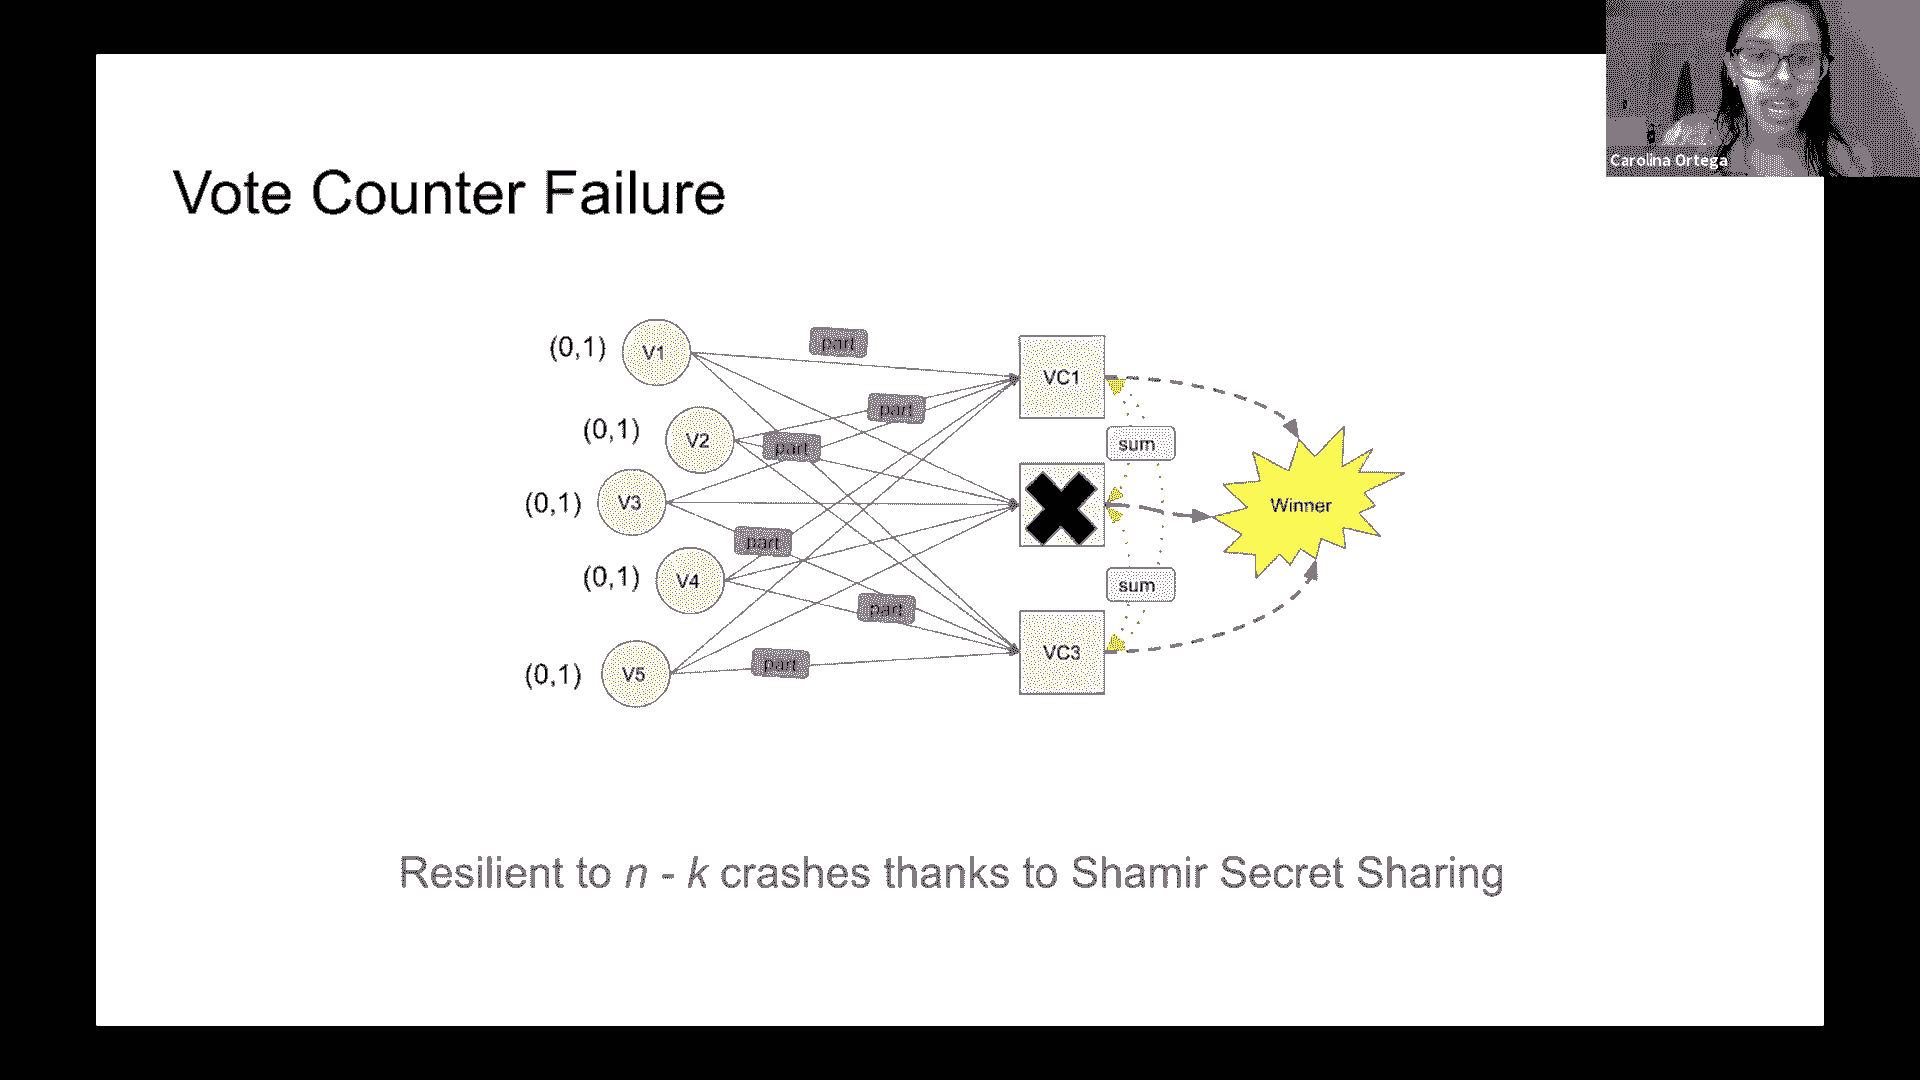 Carolina Ortega
Vote Counter Failure
(0,1)
V1
part
VC1
part
(0,1)
V2
part
sum
(0,1)
V3
Winner
part
(0,1)
V4
sum
part
VC3
(0,1)
V5
part
Resilient to n - k crashes thanks to Shamir Secret Sharing